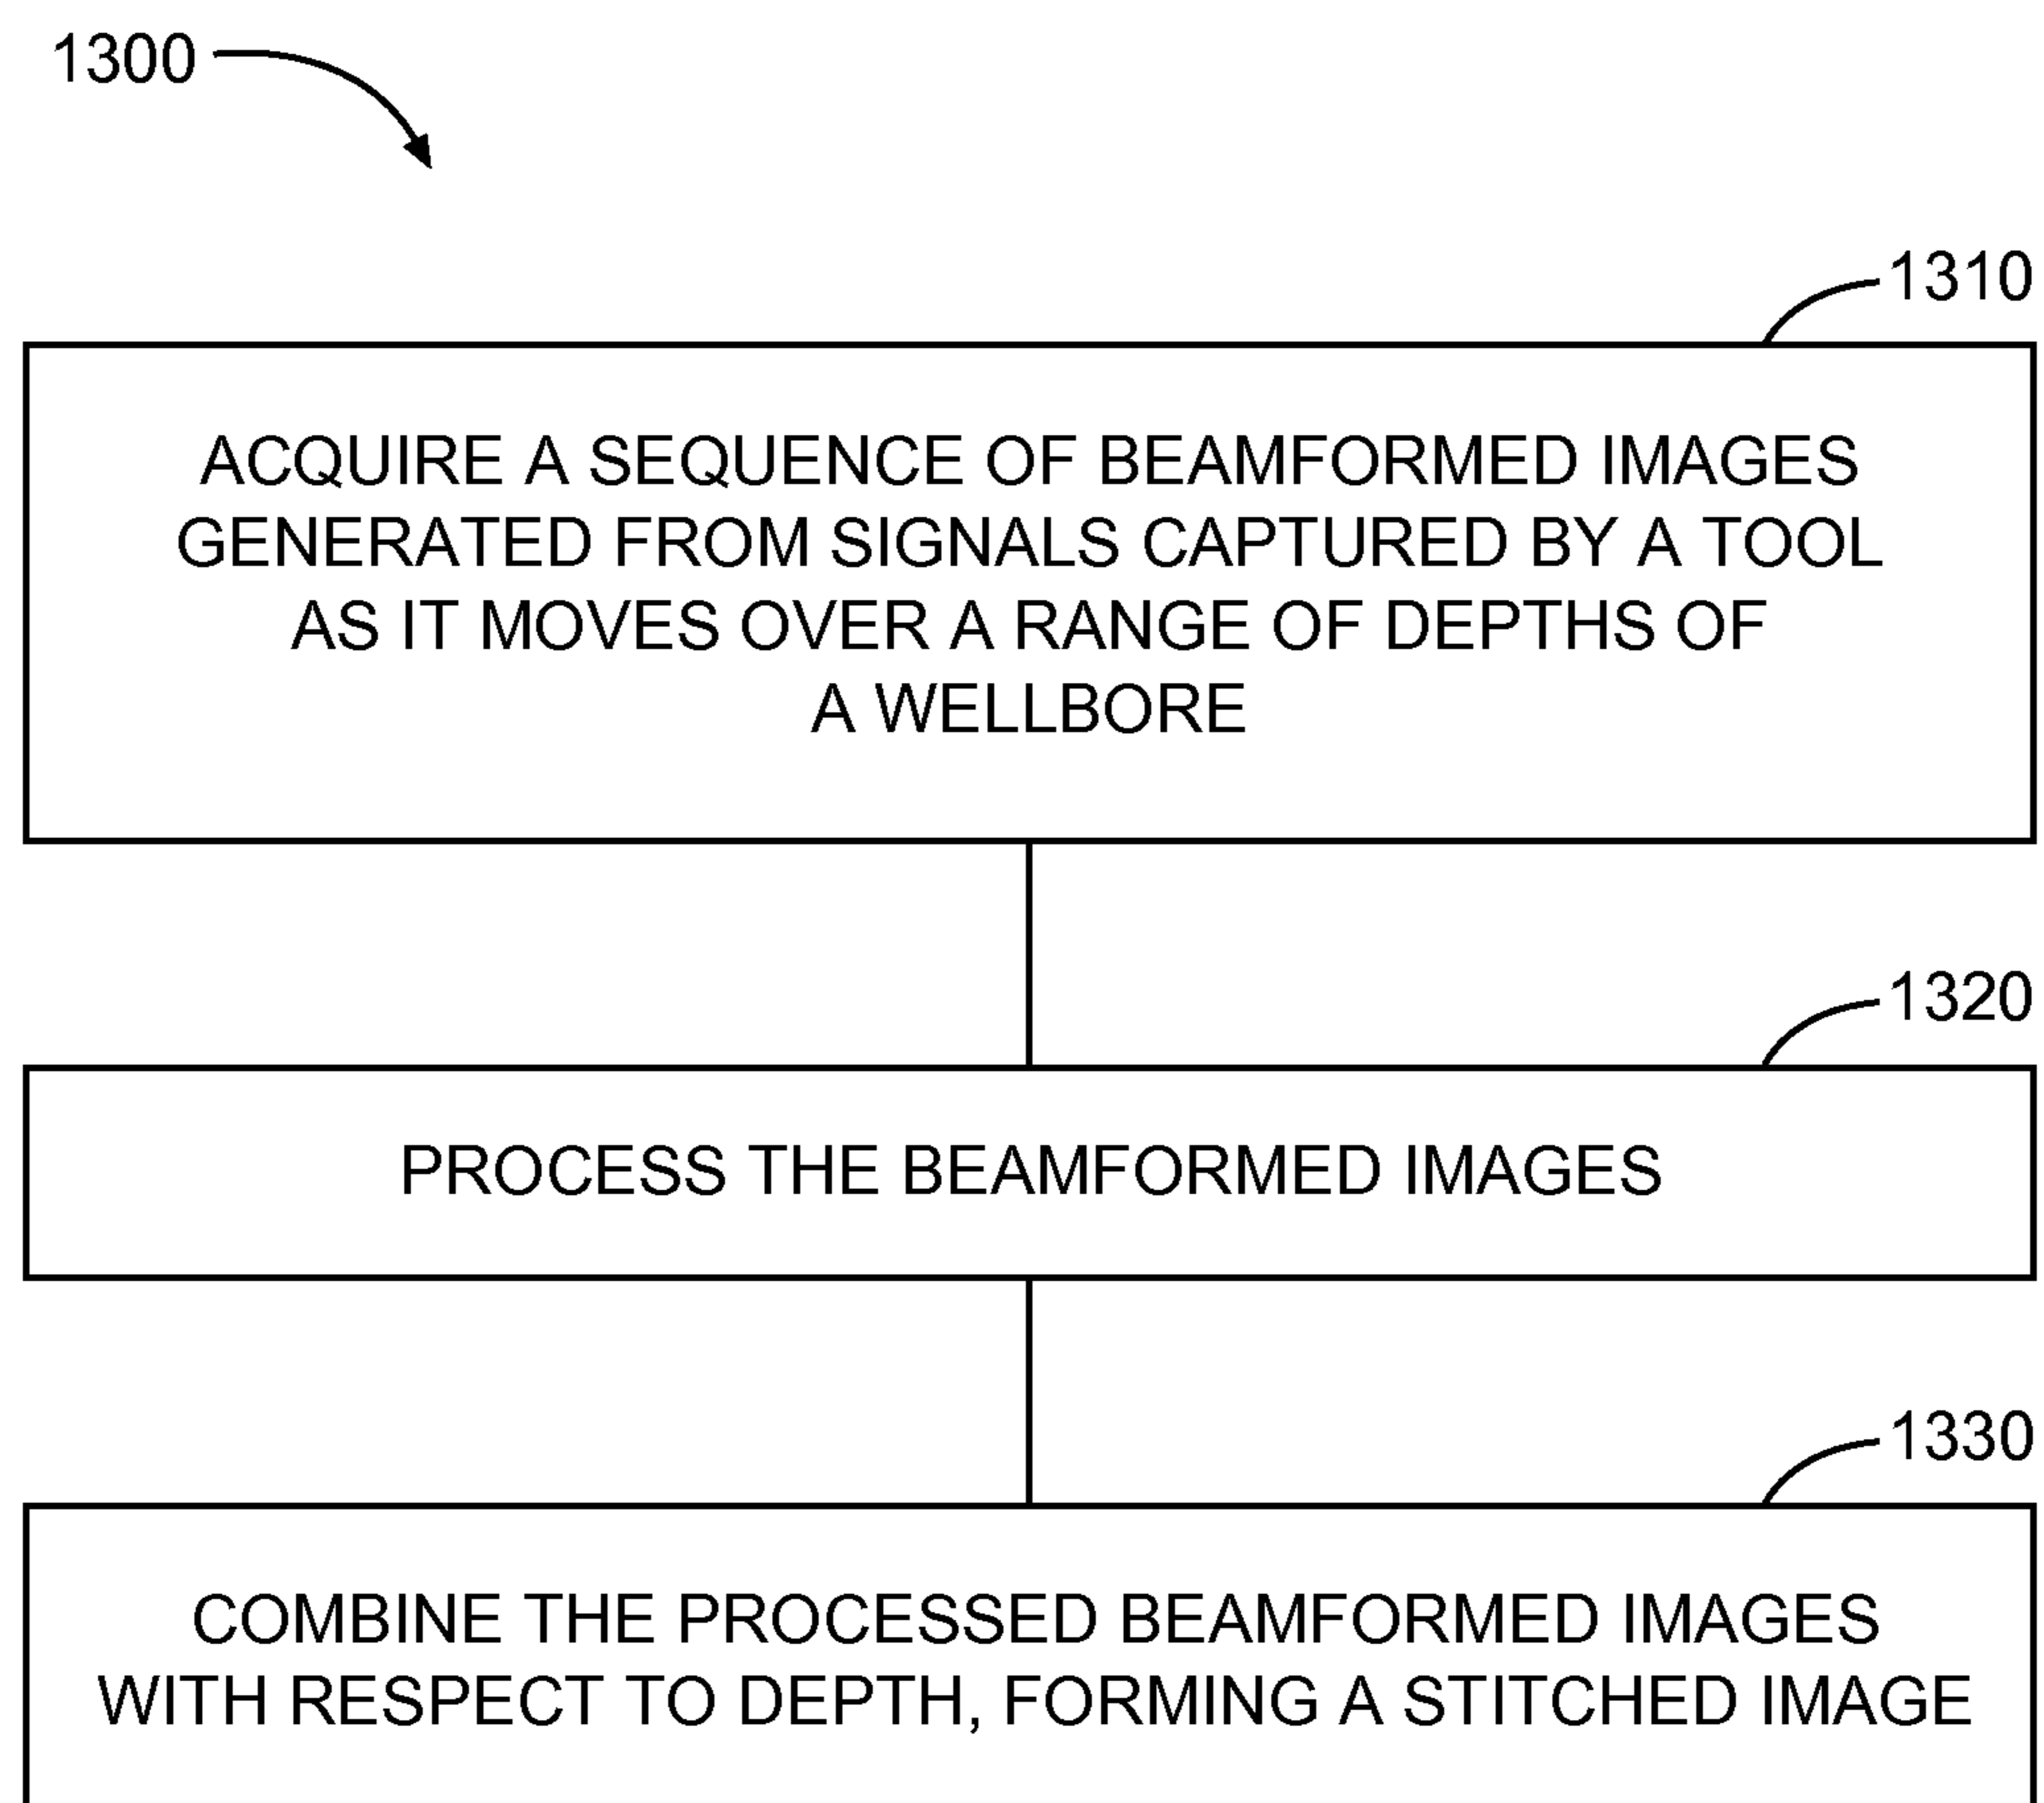 1300
1310
ACQUIRE A SEQUENCE OF BEAMFORMED IMAGES
GENERATED FROM SIGNALS CAPTURED BY A TOOL
AS IT MOVES OVER A RANGE OF DEPTHS OF
A WELLBORE
1320
PROCESS THE BEAMFORMED IMAGES
1330
COMBINE THE PROCESSED BEAMFORMED IMAGES
WITH RESPECT TO DEPTH, FORMING A STITCHED IMAGE